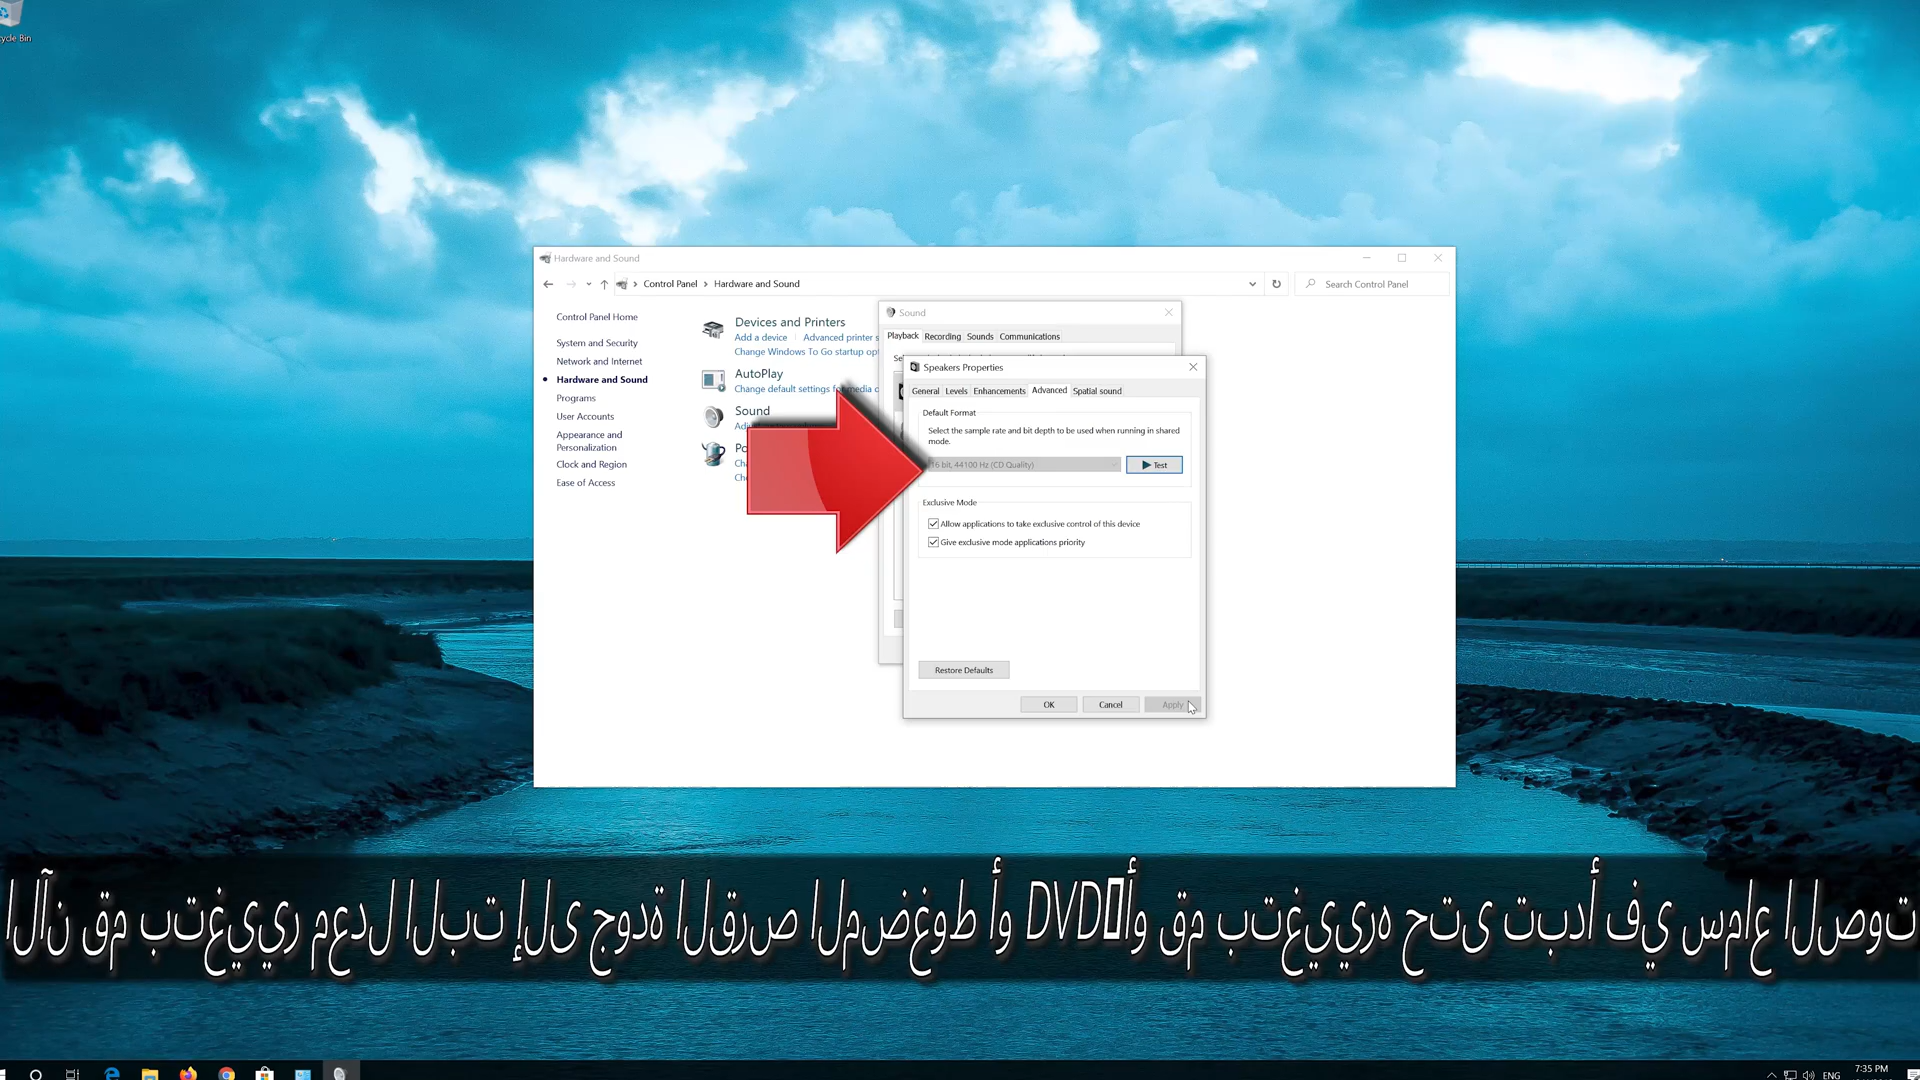 ycle Bin
Hardware and Sound
Control Panel
Hardware and Sound
Search Control Panel
Control Panel Home
System and Security
Network and Internet
Hardware and Sound
Programs
User Accounts
Appearance and
Personalization
Clock and Region
Ease of Access
Devices and Printers
Add a device
Advanced printer s
Change Windows To Go startup opt
AutoPlay
Change default settings for media
Sound
Sound
Playback Recording Sounds Communications
Speakers Properties
General Levels Enhancements Advanced Spatial sound
Default Format
Select the sample rate and bit depth to be used when running in shared
mode.
16 bit, 44100 Hz (CD Quality)
Test
Exclusive Mode
Allow applications to take exclusive control of this device
Give exclusive mode applications priority
Restore Defaults
OK Cancel Apply
الآن قم بتغيير معدل البت إلى جودة القرص المضغوط أو DVD أو قم بتغييره حتى تبدأ في سماع الصوت
ENG
7:35 PM